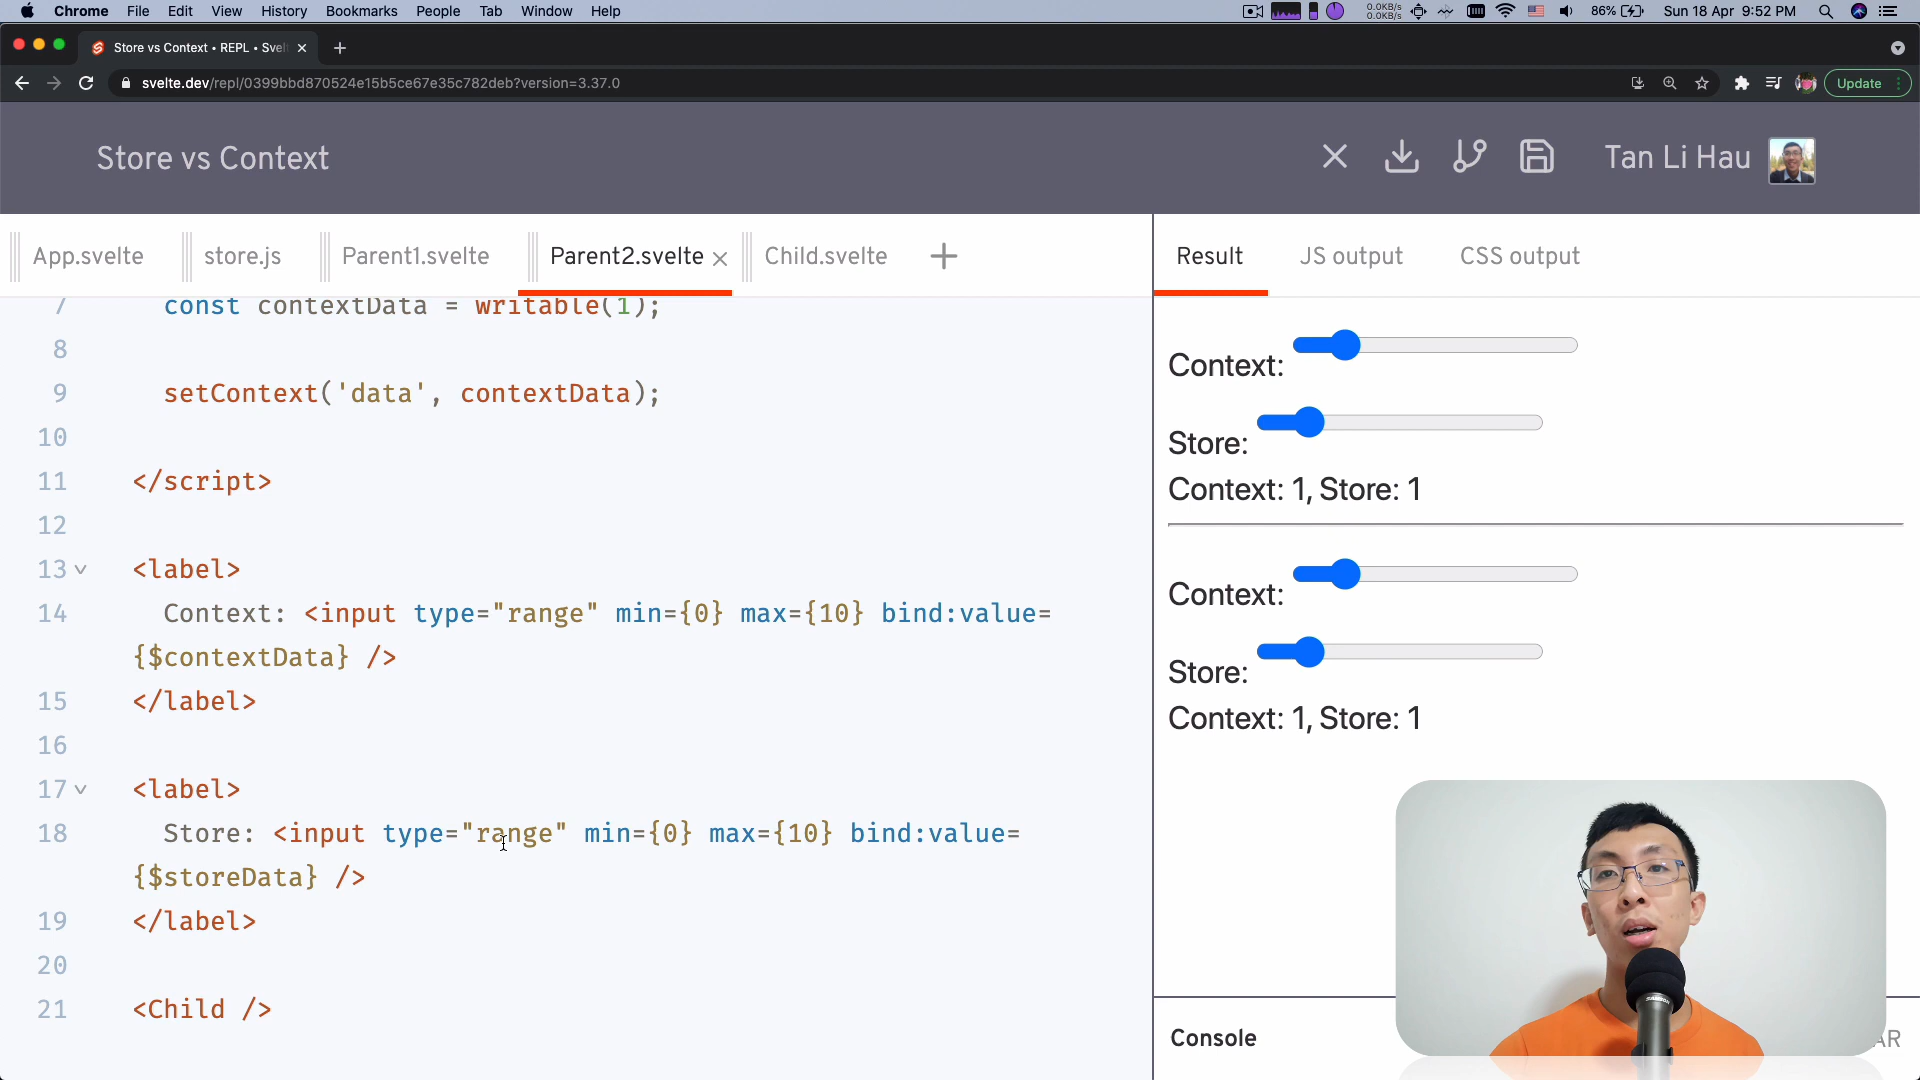 Chrome File Edit View History Bookmarks People Tab Window Help
0.0KB/s
0.0KB/s
86% Sun 18 Apr 9:52 PM
Store vs Context • REPL • Svel
svelte.dev/repl/0399bbd870524e15b5ce67e35c782deb?version=3.37.0
Update
Store vs Context
Tan Li Hau
App.svelte store.js Parent1.svelte Parent2.svelte Child.svelte
Result JS output CSS output
7 const contextData = writable(1);
8
9 setContext('data', contextData);
10
11 </script>
12
13 <label>
14 Context: <input type="range" min={0} max={10} bind:value=
{$contextData} />
15 </label>
16
17 <label>
18 Store: <input type="range" min={0} max={10} bind:value=
{$storeData} />
19 </label>
20
21 <Child />
Context:
Store:
Context: 1, Store: 1
Context:
Store:
Context: 1, Store: 1
Console
AR